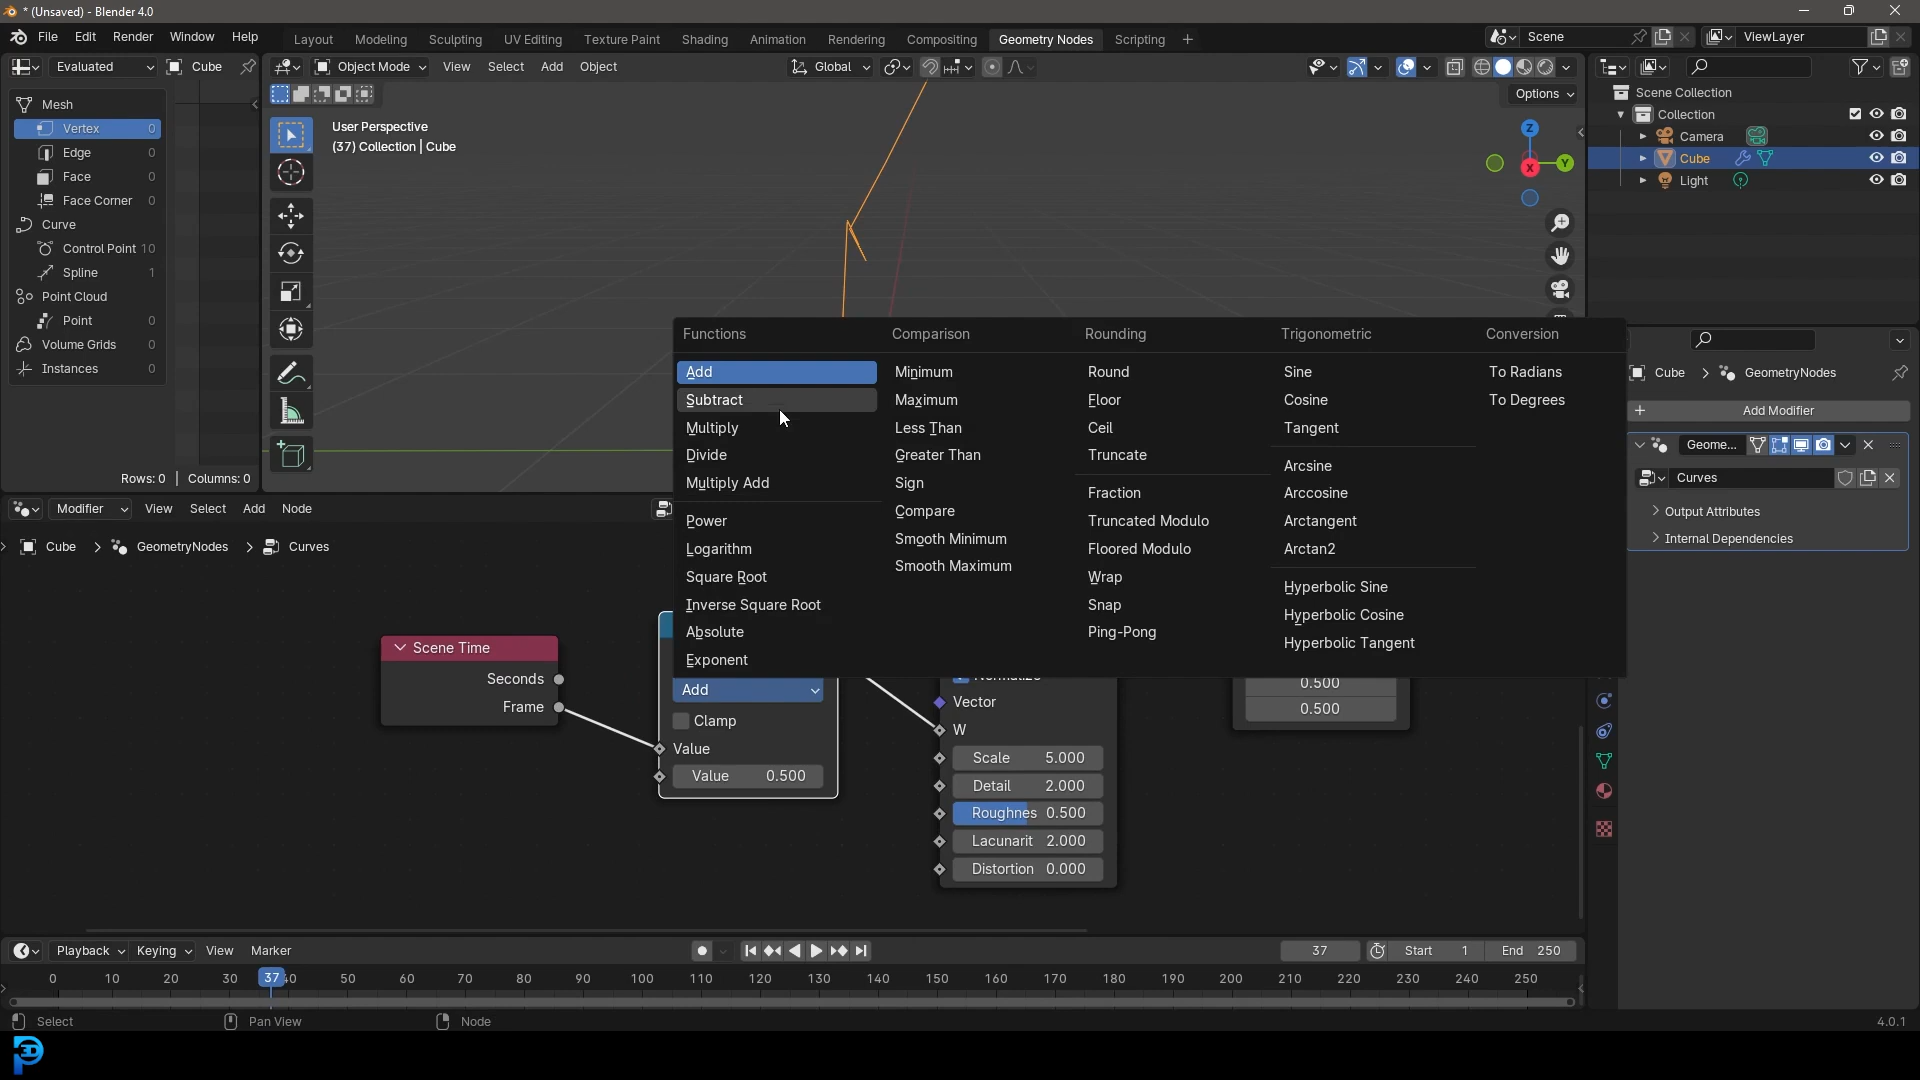 * (Unsaved) - Blender 4.0
File Edit Render Window Help
Layout Modeling Sculpting UV Editing Texture Paint Shading Animation Rendering Compositing Geometry Nodes Scripting +
Scene
ViewLayer
Evaluated
Cube
Object Mode View Select Add Object
Global
Options
Mesh
Vertex 0
Edge 0
Face 0
Face Corner 0
Curve
Control Point 10
Spline 1
Point Cloud
Point 0
Volume Grids 0
Instances 0
Rows: 0 | Columns: 0
User Perspective
(37) Collection | Cube
Z
Y
X
Scene Collection
Collection
Camera
Cube
Light
Functions
Add
Subtract
Multiply
Divide
Multiply Add
Power
Logarithm
Square Root
Inverse Square Root
Absolute
Exponent
Comparison
Minimum
Maximum
Less Than
Greater Than
Sign
Compare
Smooth Minimum
Smooth Maximum
Rounding
Round
Floor
Ceil
Truncate
Fraction
Truncated Modulo
Floored Modulo
Wrap
Snap
Ping-Pong
Trigonometric
Sine
Cosine
Tangent
Arcsine
Arccosine
Arctangent
Arctan2
Hyperbolic Sine
Hyperbolic Cosine
Hyperbolic Tangent
Conversion
To Radians
To Degrees
Cube > GeometryNodes
+ Add Modifier
Geome...
Curves
Output Attributes
Internal Dependencies
Modifier View Select Add Node
Cube > GeometryNodes > Curves
Scene Time
Seconds
Frame
Add
Clamp
Value
Value 0.500
Vector
W
Scale 5.000
Detail 2.000
Roughnes 0.500
Lacunarit 2.000
Distortion 0.000
0.500
0.500
Playback Keying View Marker
37
Start 1
End 250
0 10 20 30 37 40 50 60 70 80 90 100 110 120 130 140 150 160 170 180 190 200 210 220 230 240 250
Select
Pan View
Node
4.0.1